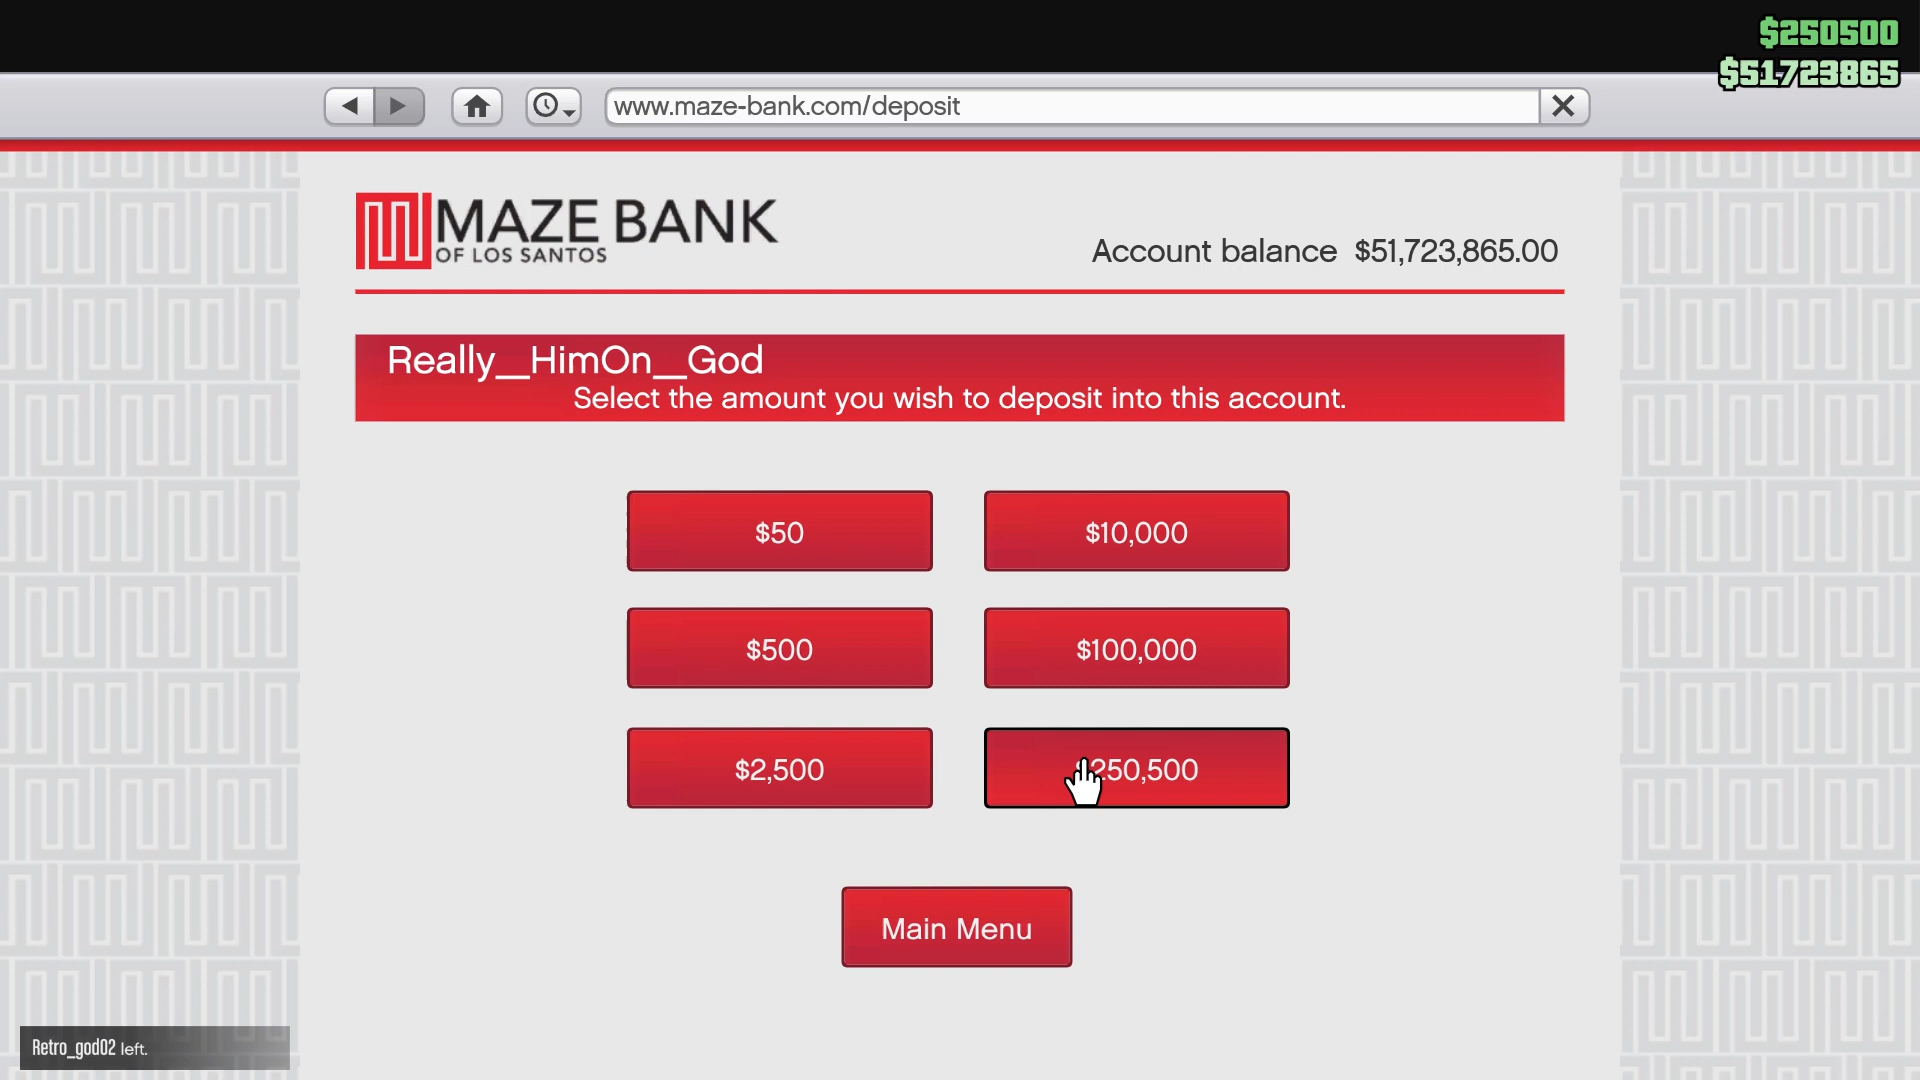 $250500
$51723865
www.maze-bank.com/deposit
MAZE BANK
OF LOS SANTOS
Account balance $51,723,865.00
Really__HimOn__God
Select the amount you wish to deposit into this account.
$50
$10,000
$500
$100,000
$2,500
$250,500
Main Menu
Retro_god02 left.